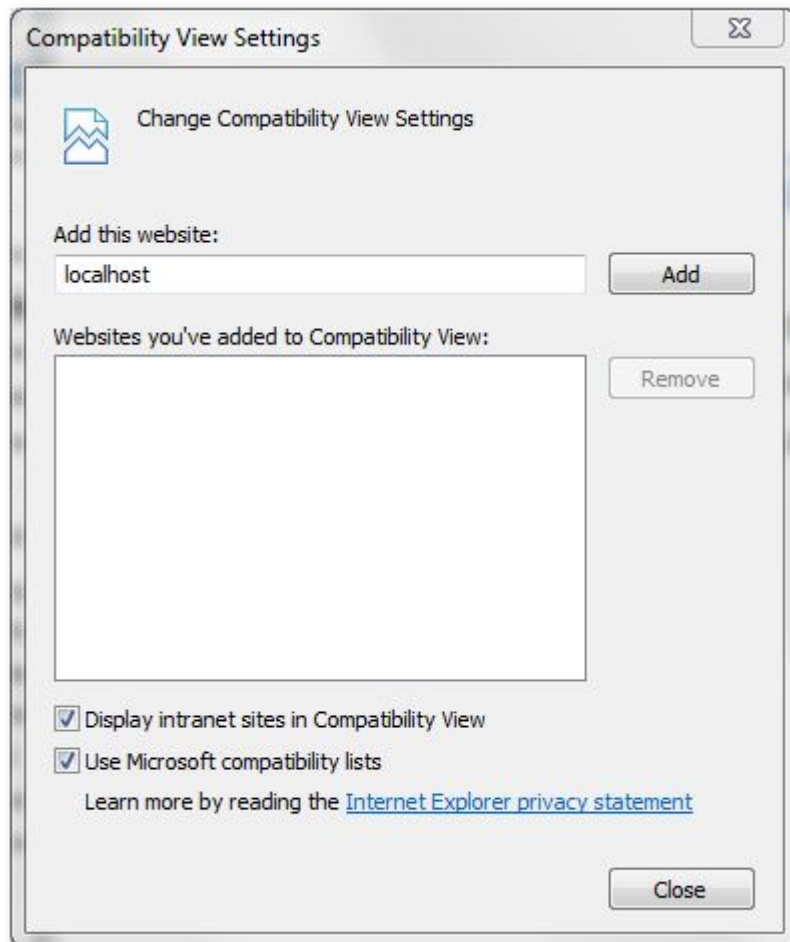 Compatibility View Settings
Change Compatibility View Settings
Add this website:
localhost
Add
Websites you've added to Compatibility View:
Remove
Display intranet sites in Compatibility View
Use Microsoft compatibility lists
Learn more by reading the Internet Explorer privacy statement
Close